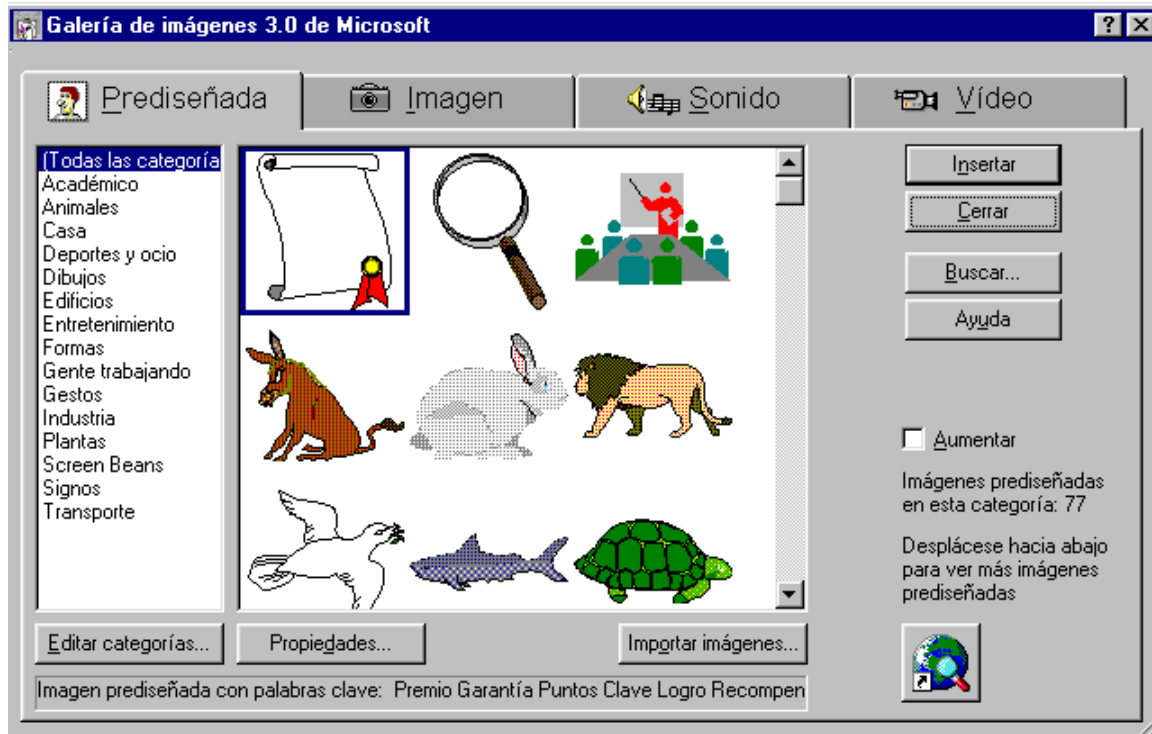 Galería de imágenes 3.0 de Microsoft
Prediseñada
Imagen
Sonido
Vídeo
(Todas las categoría
Académico
Animales
Casa
Deportes y ocio
Dibujos
Edificios
Entretenimiento
Formas
Gente trabajando
Gestos
Industria
Plantas
Screen Beans
Signos
Transporte
Insertar
Cerrar
Buscar...
Ayuda
Aumentar
Imágenes prediseñadas
en esta categoría: 77
Desplácese hacia abajo
para ver más imágenes
prediseñadas
Editar categorías...
Propiedades...
Importar imágenes...
Imagen prediseñada con palabras clave: Premio Garantía Puntos Clave Logro Recompen